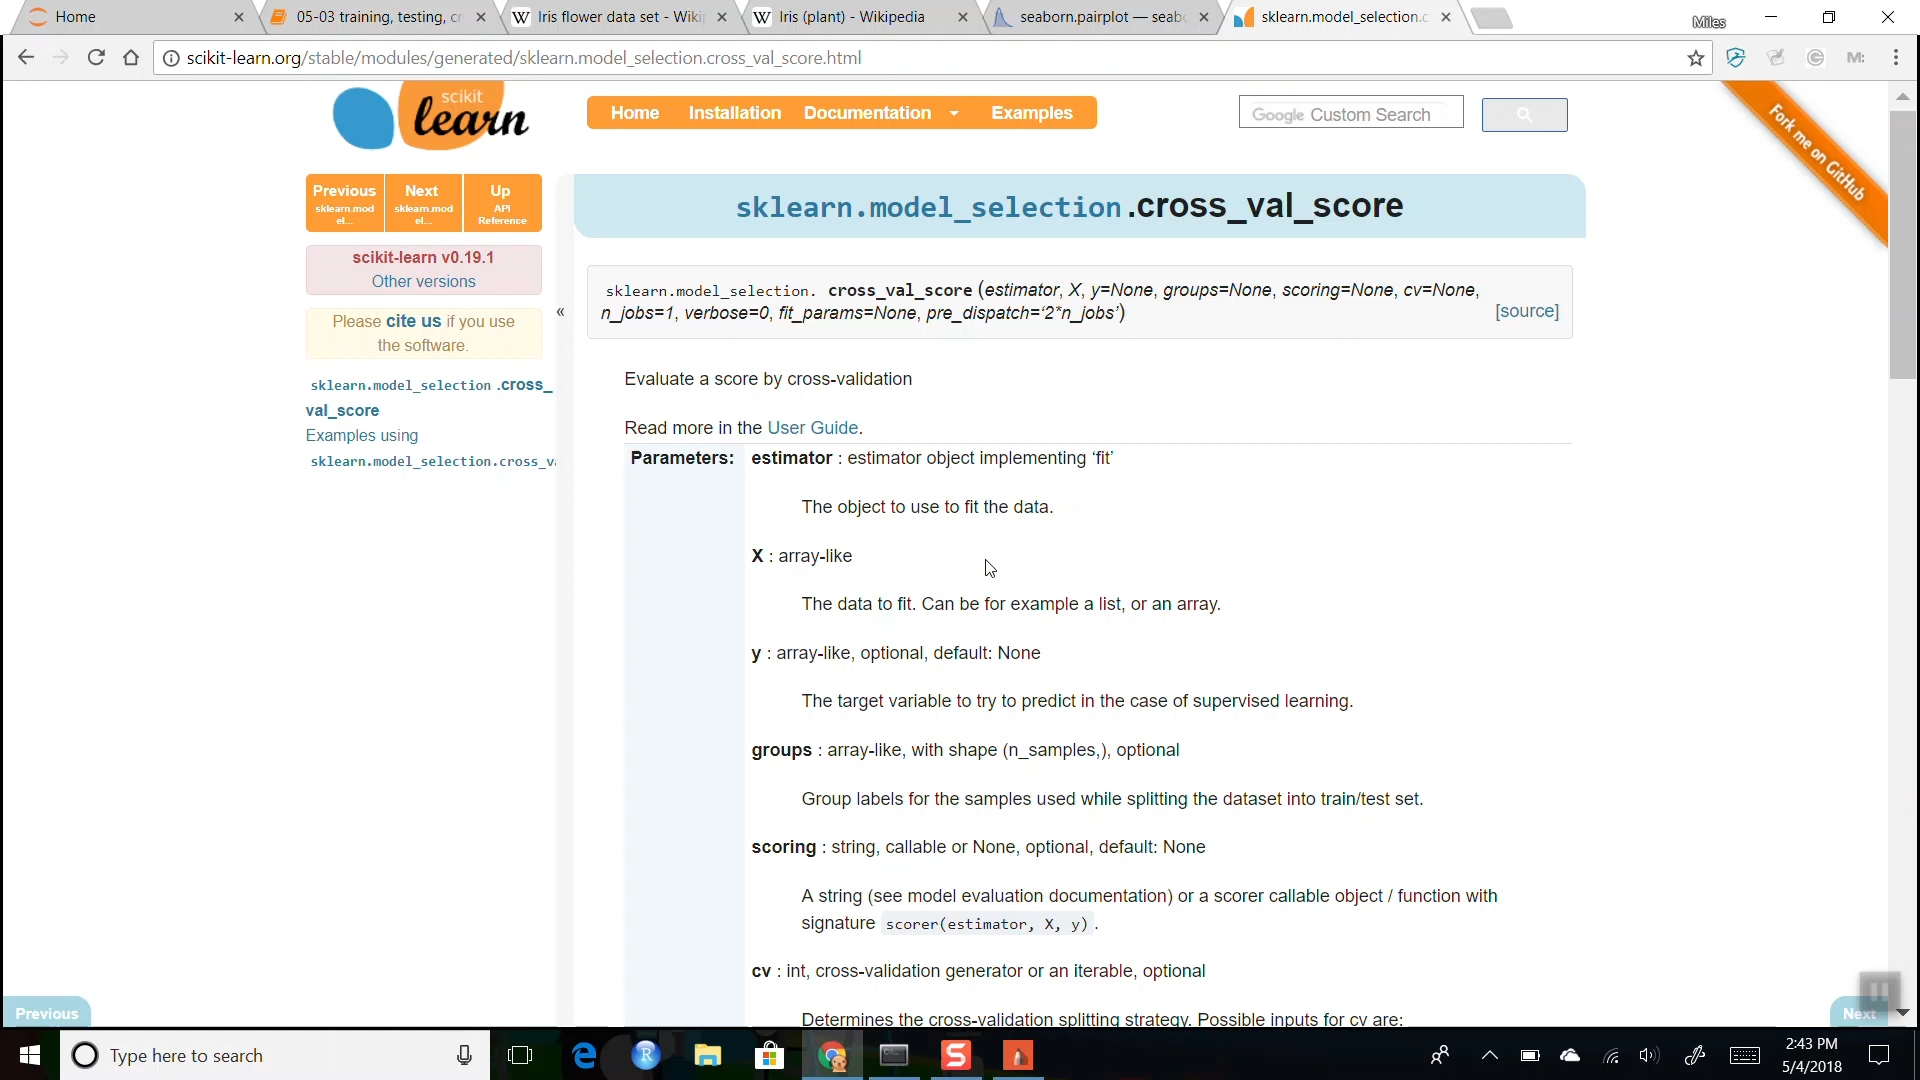 Home
05-03 training, testing, cr
Iris flower data set - Wiki
Iris (plant) - Wikipedia
seaborn.pairplot — seab
sklearn.model_selection.c
Miles
scikit-learn.org/stable/modules/generated/sklearn.model_selection.cross_val_score.html
M:
scikit
learn
Home Installation Documentation Examples
Google Custom Search
Fork me on GitHub
Previous Next Up
sklearn.mod sklearn.mod API
el... el... Reference
sklearn.model_selection.cross_val_score
scikit-learn v0.19.1
Other versions
Please cite us if you use
the software.
«
sklearn.model_selection.cross_
val_score
Examples using
sklearn.model_selection.cross_va
sklearn.model_selection. cross_val_score (estimator, X, y=None, groups=None, scoring=None, cv=None,
n_jobs=1, verbose=0, fit_params=None, pre_dispatch=‘2*n_jobs’) [source]
Evaluate a score by cross-validation
Read more in the User Guide.
Parameters: estimator : estimator object implementing ‘fit’
The object to use to fit the data.
X : array-like
The data to fit. Can be for example a list, or an array.
y : array-like, optional, default: None
The target variable to try to predict in the case of supervised learning.
groups : array-like, with shape (n_samples,), optional
Group labels for the samples used while splitting the dataset into train/test set.
scoring : string, callable or None, optional, default: None
A string (see model evaluation documentation) or a scorer callable object / function with
signature scorer(estimator, X, y).
cv : int, cross-validation generator or an iterable, optional
Determines the cross-validation splitting strategy. Possible inputs for cv are:
Previous
Next
Type here to search
R
S
2:43 PM
5/4/2018